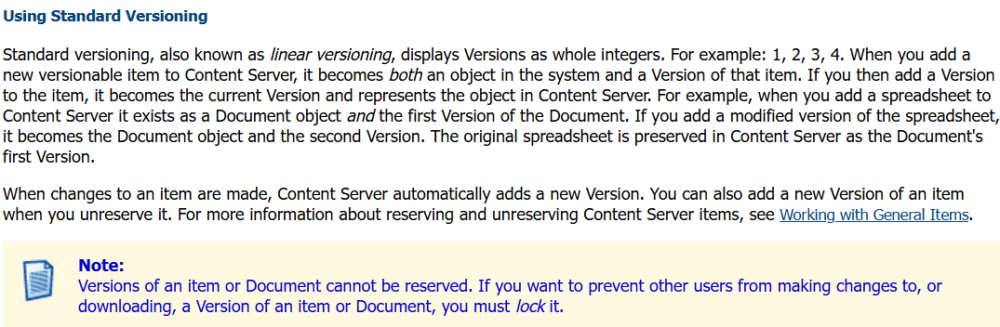 Using Standard Versioning
Standard versioning, also known as linear versioning, displays Versions as whole integers. For example: 1, 2, 3, 4. When you add a
new versionable item to Content Server, it becomes both an object in the system and a Version of that item. If you then add a Version
to the item, it becomes the current Version and represents the object in Content Server. For example, when you add a spreadsheet to
Content Server it exists as a Document object and the first Version of the Document. If you add a modified version of the spreadsheet,
it becomes the Document object and the second Version. The original spreadsheet is preserved in Content Server as the Document's
first Version.
When changes to an item are made, Content Server automatically adds a new Version. You can also add a new Version of an item
when you unreserve it. For more information about reserving and unreserving Content Server items, see Working with General Items.
Note:
Versions of an item or Document cannot be reserved. If you want to prevent other users from making changes to, or
downloading, a Version of an item or Document, you must lock it.